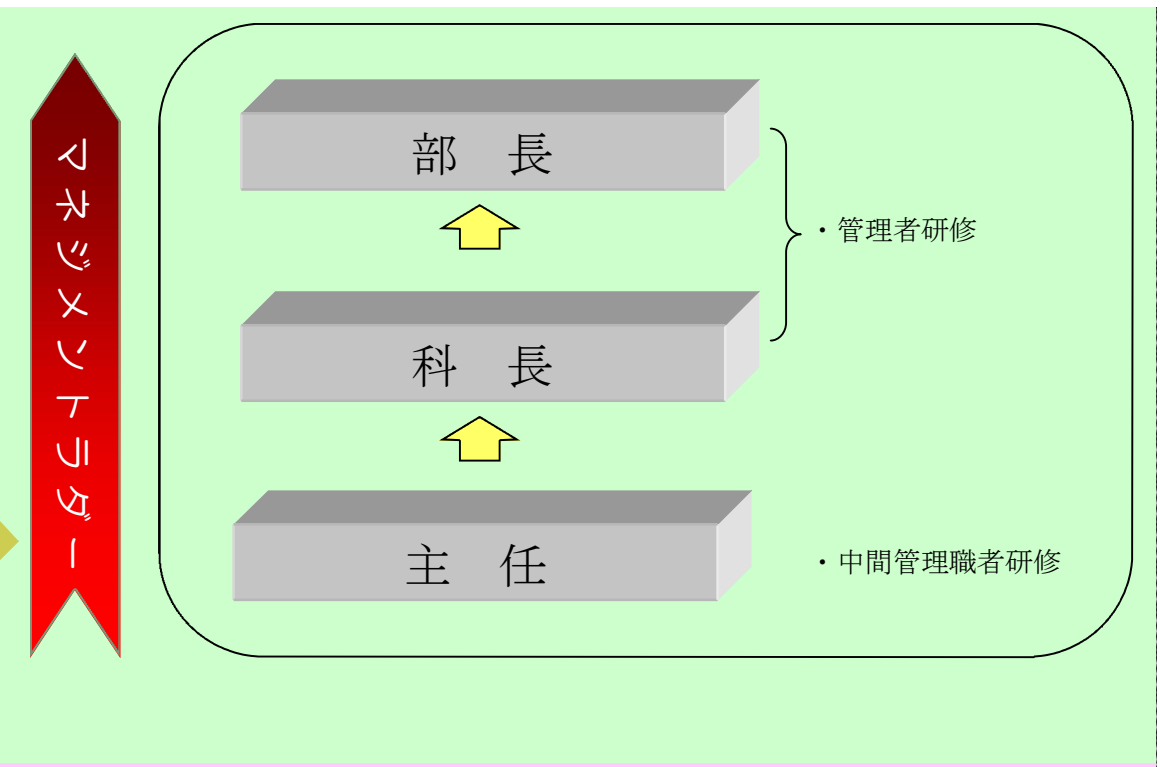 マネジメントラダー
部　長
・管理者研修
科　長
主　任
・中間管理職者研修